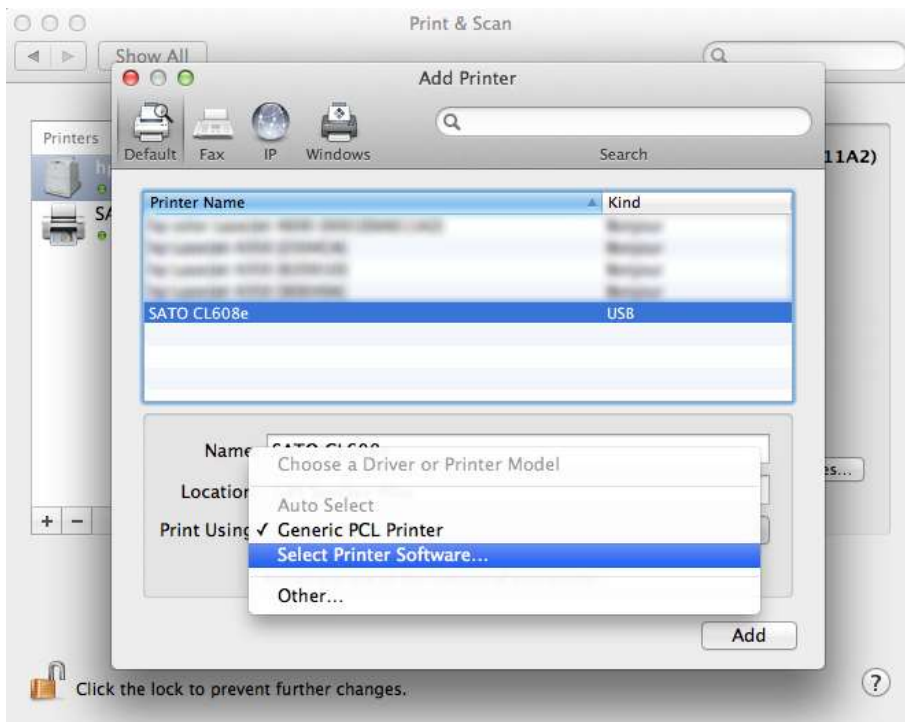 Print & Scan
Show All
Add Printer
Default Fax IP Windows Search
Printers
11A2)
Printer Name Kind
SATO CL608e USB
Name
Choose a Driver or Printer Model
Location
Auto Select
Print Using ✓ Generic PCL Printer
Select Printer Software...
Other...
Add
Click the lock to prevent further changes.
?